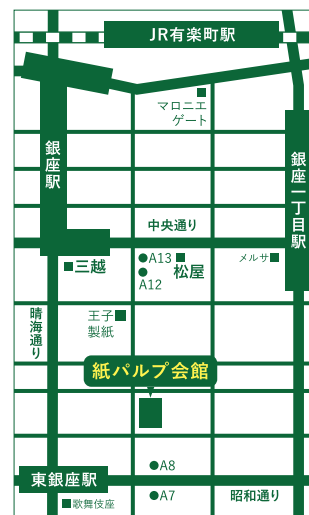 JR有楽町駅
マロニエ
ゲート
銀座駅
銀座一丁目駅
中央通り
三越
A13
松屋
メルサ
A12
晴海通り
王子
製紙
紙パルプ会館
A8
東銀座駅
A7
昭和通り
歌舞伎座